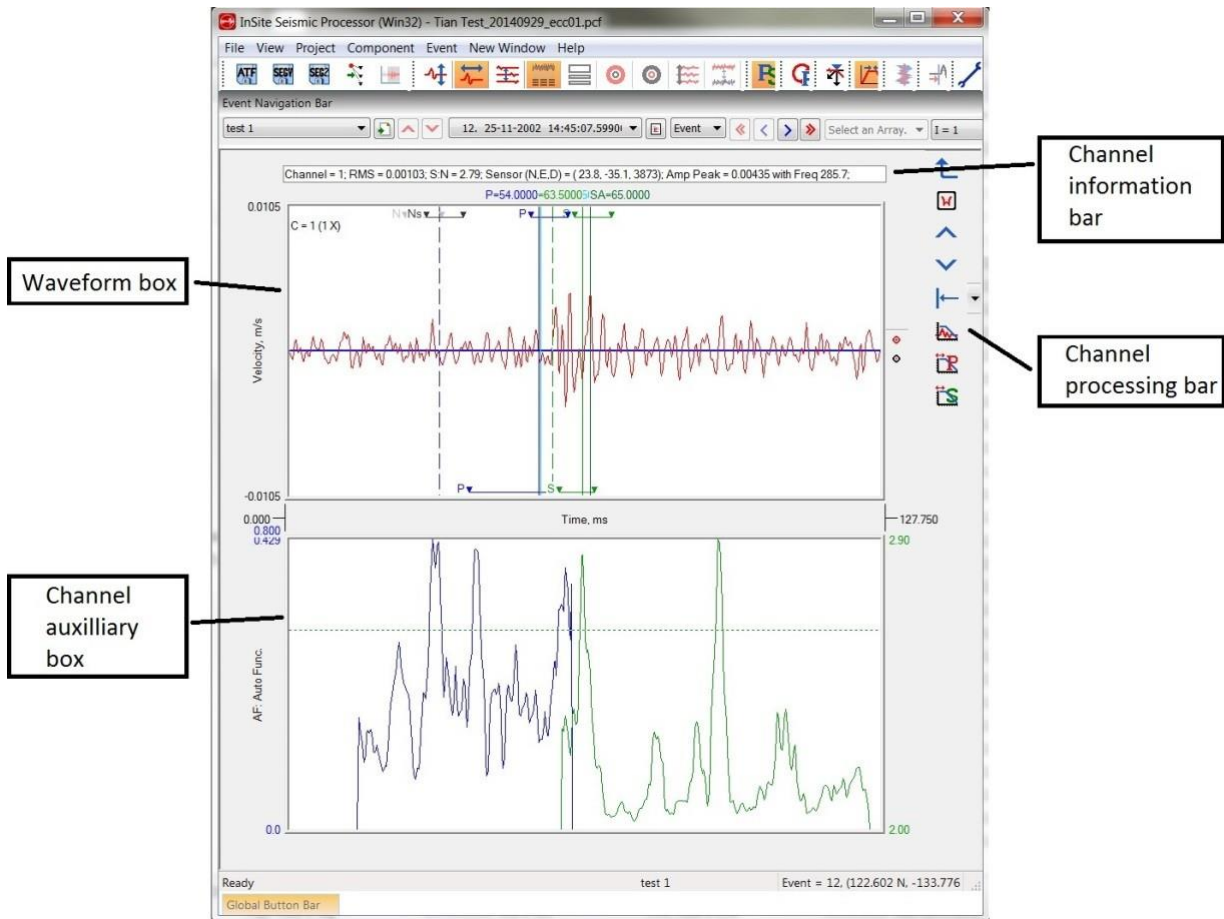 InSite Seismic Processor (Win32) - Tian Test_20140929_ecc01.pcf
File View Project Component Event New Window Help
ATF SEGY SEG2
Event Navigation Bar
test 1 12. 25-11-2002 14:45:07.5990 Event Select an Array. I = 1
Channel information bar
Channel = 1; RMS = 0.00103; S:N = 2.79; Sensor (N,E,D) = ( 23.8, -35.1, 3873); Amp Peak = 0.00435 with Freq 285.7;
P=54.0000 =63.5000 SA=65.0000
0.0105
N Ns P S
C = 1 (1 X)
Waveform box
Velocity, m/s
Channel processing bar
-0.0105
P S
0.000 Time, ms 127.750
0.800
0.429 2.90
Channel auxilliary box
AF: Auto Func.
0.0 2.00
Ready test 1 Event = 12, (122.602 N, -133.776
Global Button Bar